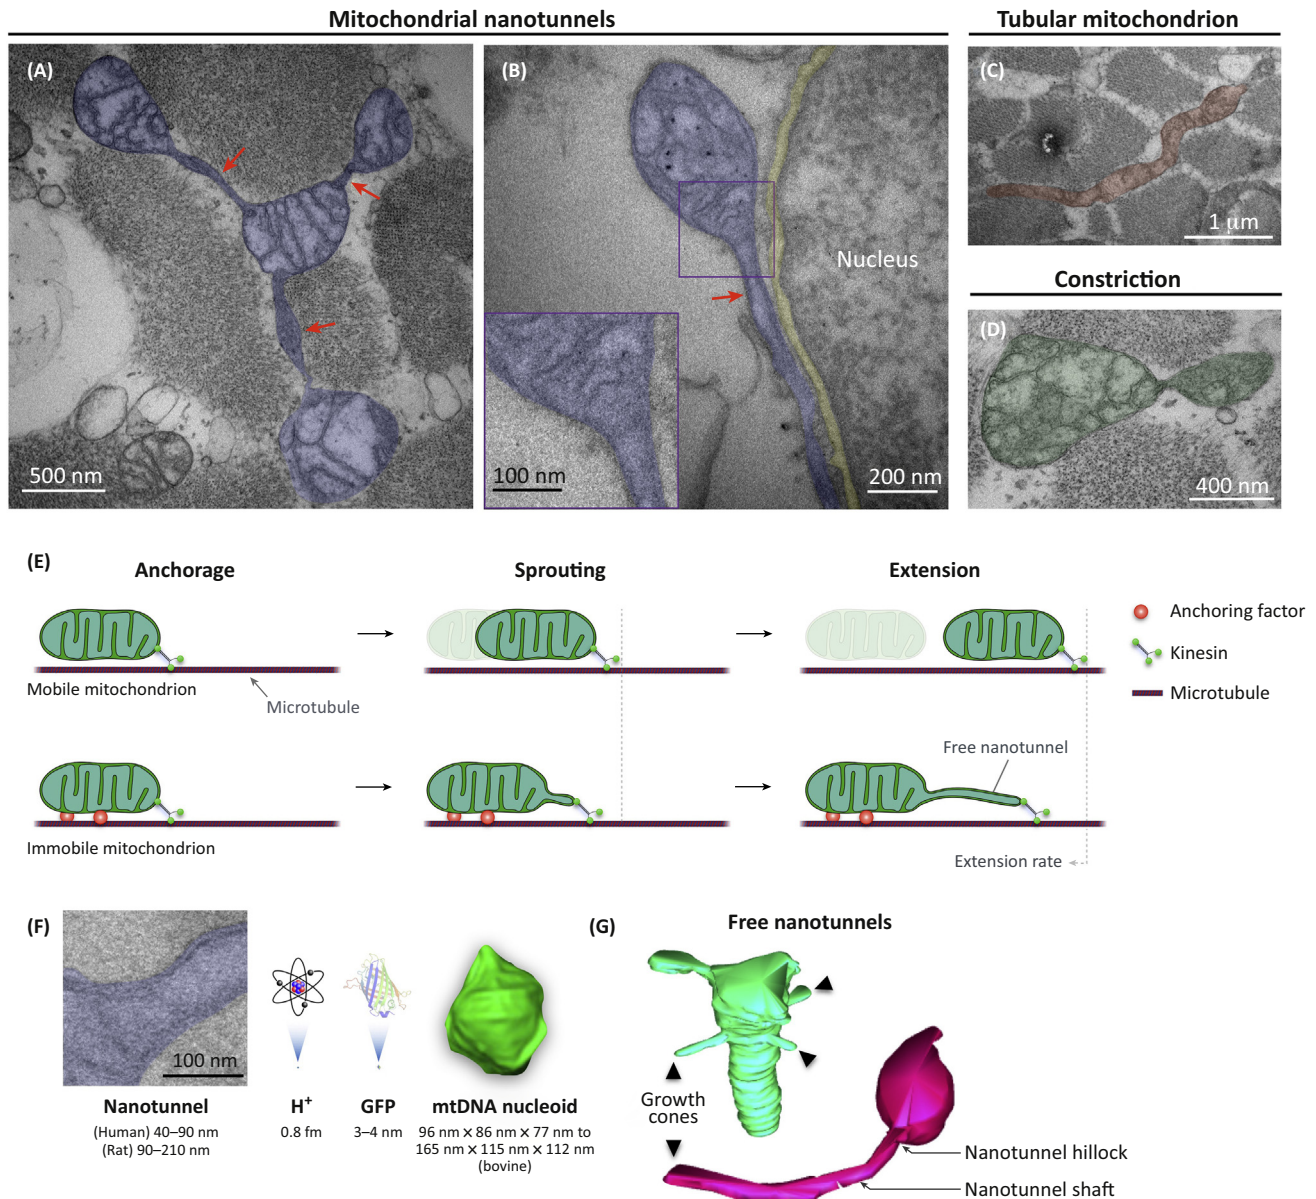 Mitochondrial nanotunnels
Tubular mitochondrion
(A)
(B)
(C)
Nucleus
1 μm
Constriction
(D)
500 nm
100 nm
200 nm
400 nm
(E)
Anchorage
Sprouting
Extension
Anchoring factor
Kinesin
Microtubule
Mobile mitochondrion
Microtubule
Free nanotunnel
Immobile mitochondrion
Extension rate
(F)
100 nm
Nanotunnel
(Human) 40–90 nm
(Rat) 90–210 nm
H+
0.8 fm
GFP
3–4 nm
mtDNA nucleoid
96 nm × 86 nm × 77 nm to
165 nm × 115 nm × 112 nm
(bovine)
(G)
Free nanotunnels
Growth
cones
Nanotunnel hillock
Nanotunnel shaft